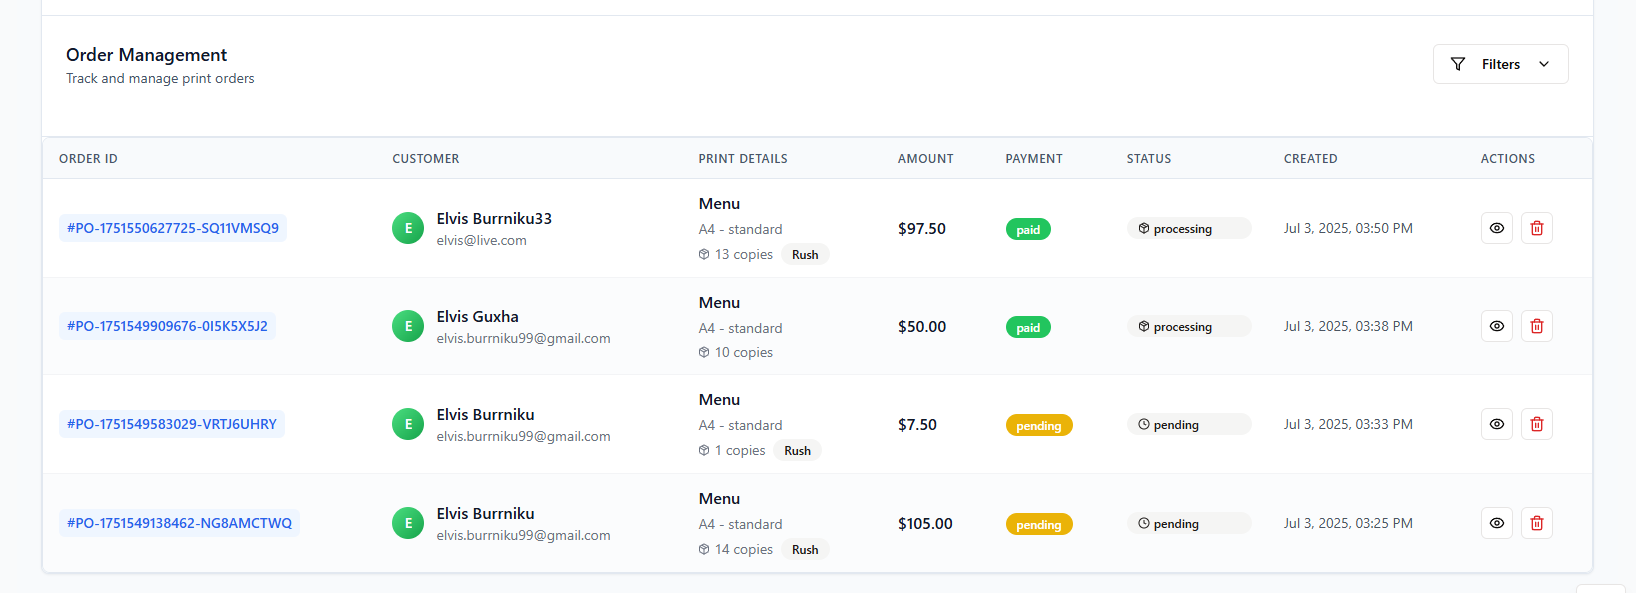 Order Management
Track and manage print orders
Filters
ORDER ID CUSTOMER PRINT DETAILS AMOUNT PAYMENT STATUS CREATED ACTIONS
#PO-1751550627725-SQ11VMSQ9
E
Elvis Burrniku33
elvis@live.com
Menu
A4 - standard
13 copies Rush
$97.50
paid
processing
Jul 3, 2025, 03:50 PM
#PO-1751549909676-0I5K5X5J2
E
Elvis Guxha
elvis.burrniku99@gmail.com
Menu
A4 - standard
10 copies
$50.00
paid
processing
Jul 3, 2025, 03:38 PM
#PO-1751549583029-VRTJ6UHRY
E
Elvis Burrniku
elvis.burrniku99@gmail.com
Menu
A4 - standard
1 copies Rush
$7.50
pending
pending
Jul 3, 2025, 03:33 PM
#PO-1751549138462-NG8AMCTWQ
E
Elvis Burrniku
elvis.burrniku99@gmail.com
Menu
A4 - standard
14 copies Rush
$105.00
pending
pending
Jul 3, 2025, 03:25 PM